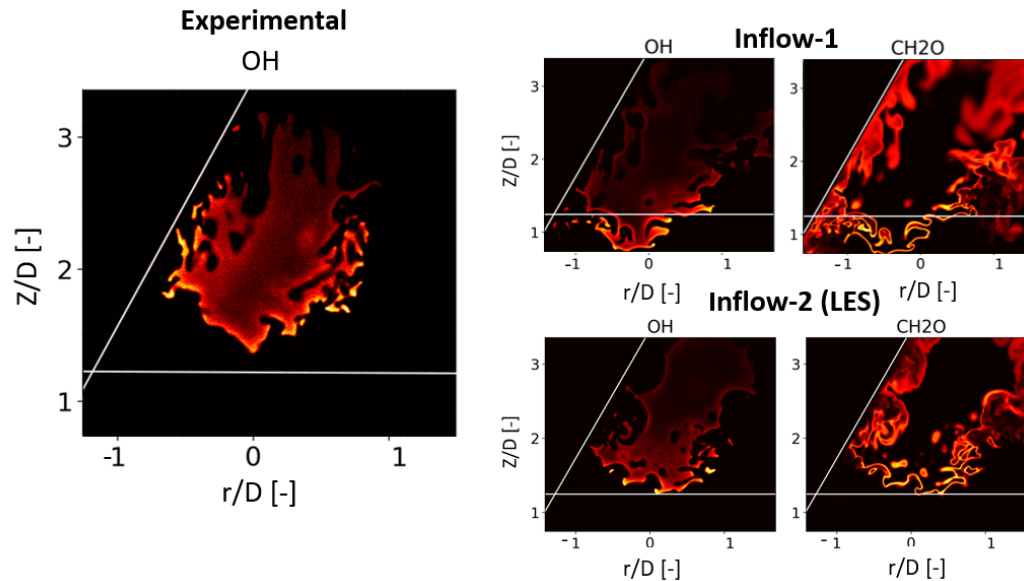 Experimental
OH
3
2
1
Z/D [-]
-1 0 1
r/D [-]
Inflow-1
OH
CH2O
3
2
1
Z/D [-]
-1 0 1
r/D [-]
3
2
1
-1 0 1
r/D [-]
Inflow-2 (LES)
OH
CH2O
3
2
1
Z/D [-]
-1 0 1
r/D [-]
3
2
1
-1 0 1
r/D [-]